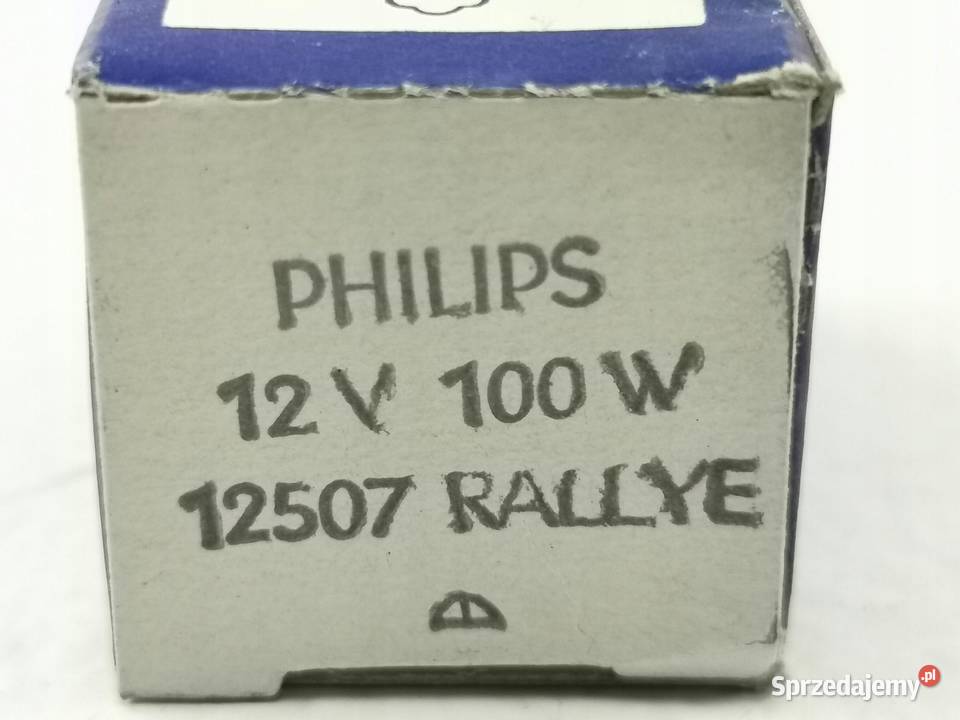 PHILIPS
12 V 100 W
12507 RALLYE
Sprzedajemy.pl